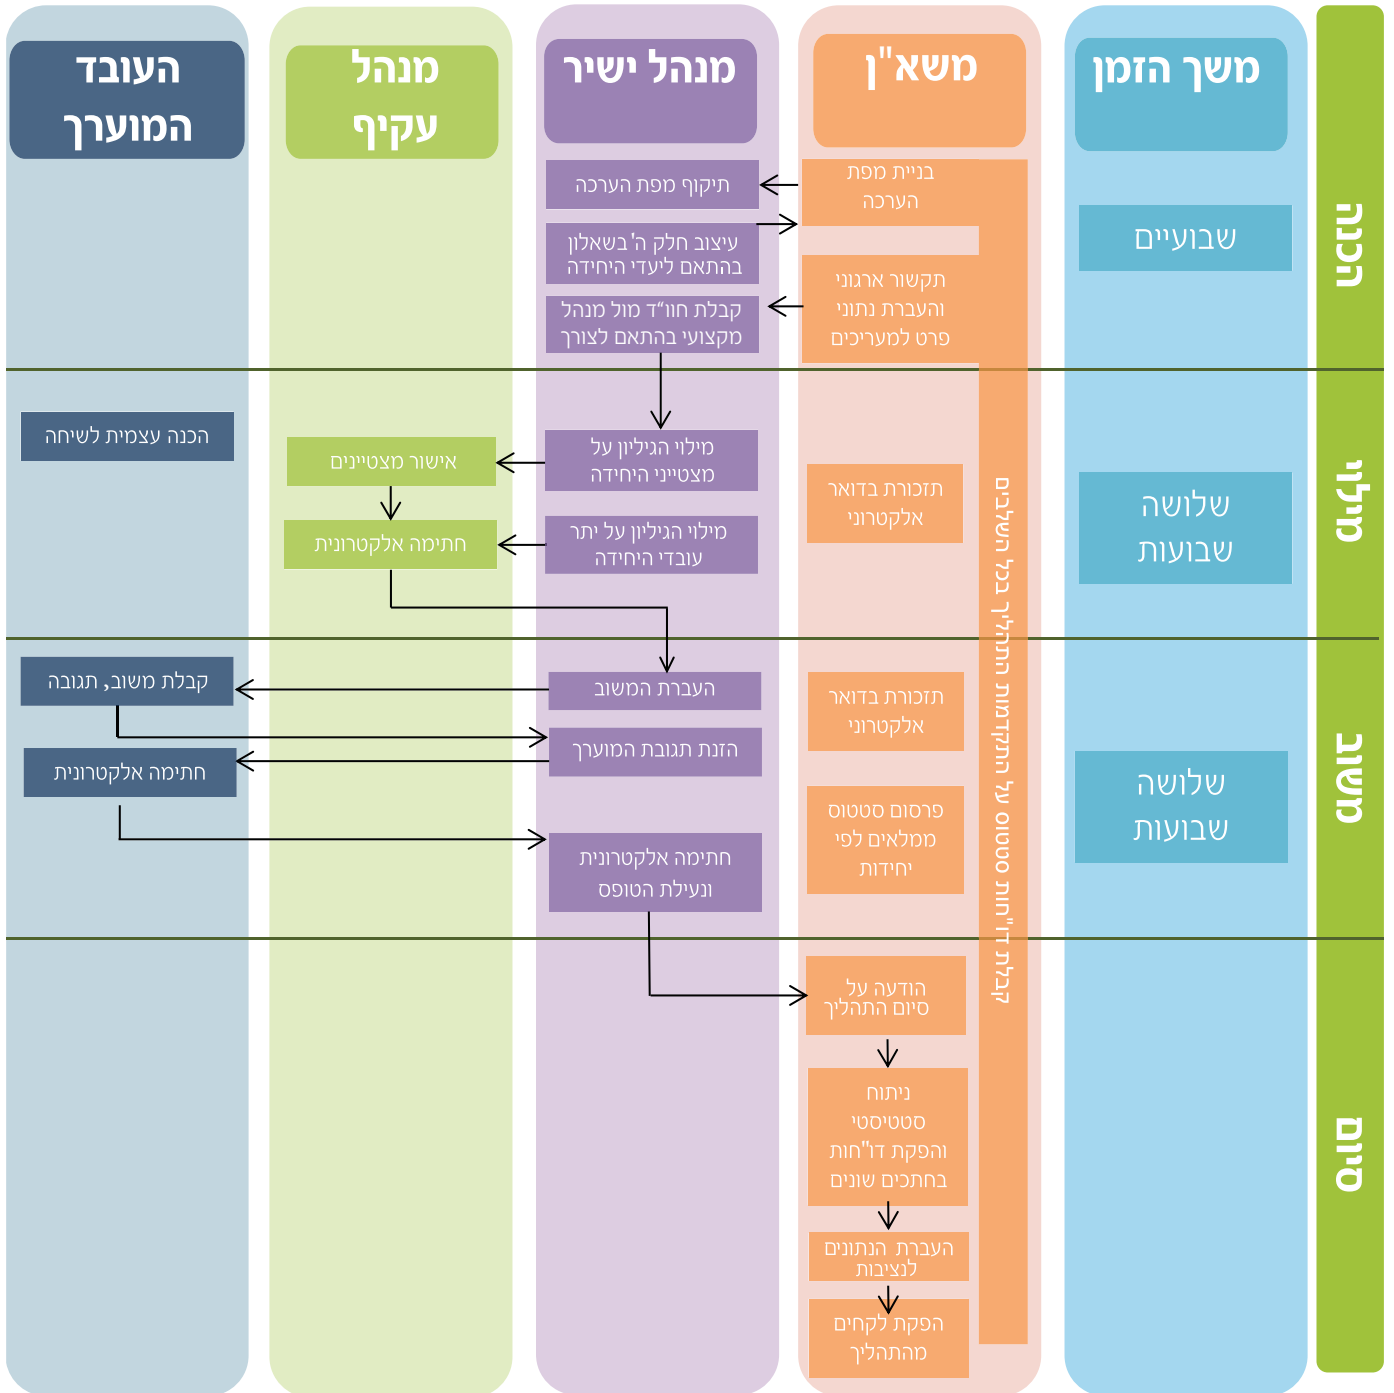 משך הזמן
משא"ן
מנהל ישיר
מנהל
עקיף
העובד
המוערך
הכנה
שבועיים
בניית מפת
הערכה
תקשור ארגוני
והעברת נתוני
פרט למעריכים
תיקוף מפת הערכה
עיצוב חלק ה' בשאלון
בהתאם ליעדי היחידה
קבלת חוו״ד מול מנהל
מקצועי בהתאם לצורך
קבלת דו"חות סטטוס על התקדמות התהליך בכל השלבים
מילוי
שלושה
שבועות
תזכורת בדואר
אלקטרוני
מילוי הגיליון על
מצטייני היחידה
מילוי הגיליון על יתר
עובדי היחידה
אישור מצטיינים
חתימה אלקטרונית
הכנה עצמית לשיחה
משוב
שלושה
שבועות
תזכורת בדואר
אלקטרוני
פרסום סטטוס
ממלאים לפי
יחידות
העברת המשוב
הזנת תגובת המוערך
חתימה אלקטרונית
ונעילת הטופס
קבלת משוב, תגובה
חתימה אלקטרונית
סיום
הודעה על
סיום התהליך
ניתוח
סטטיסטי
והפקת דו"חות
בחתכים שונים
העברת הנתונים
לנציבות
הפקת לקחים
מהתהליך